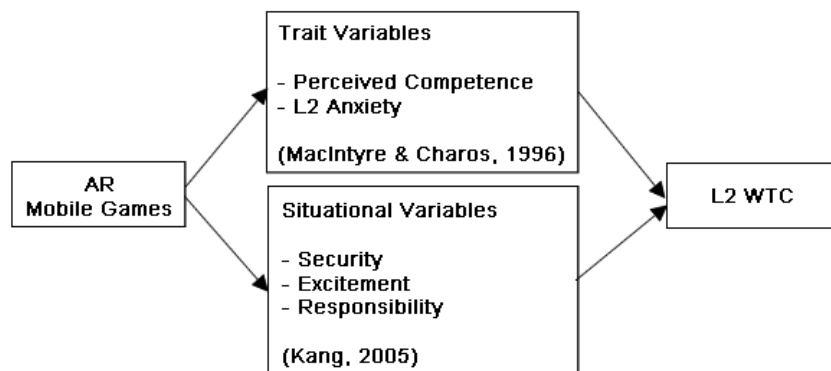 Trait Variables
- Perceived Competence
- L2 Anxiety
(MacIntyre & Charos, 1996)
AR
Mobile Games
L2 WTC
Situational Variables
- Security
- Excitement
- Responsibility
(Kang, 2005)